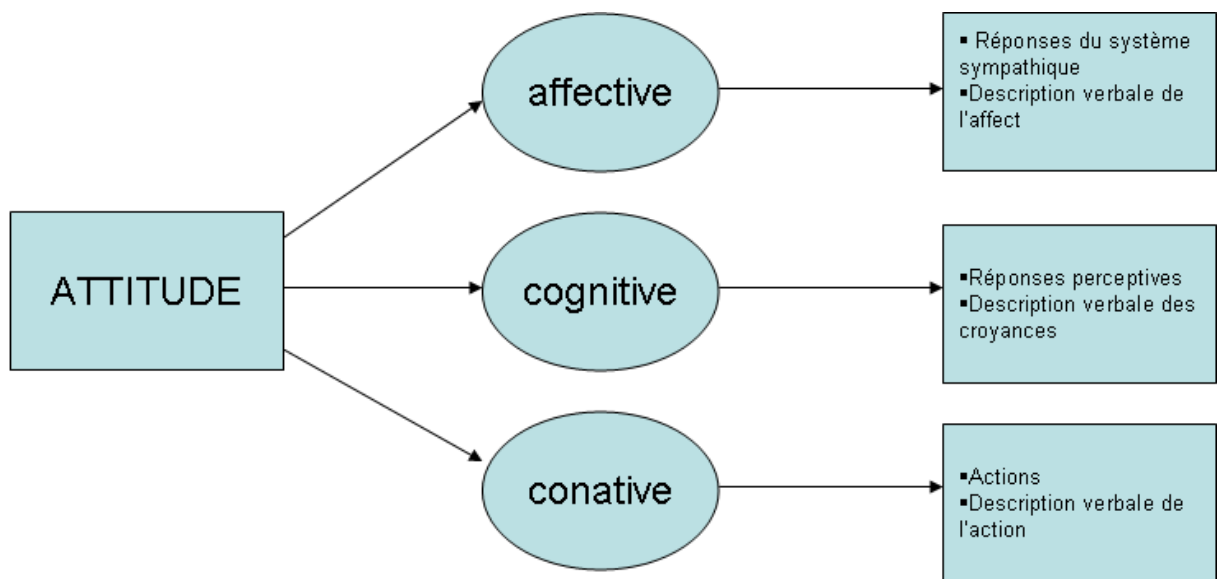 affective
▪ Réponses du système
sympathique
▪Description verbale de
l'affect
ATTITUDE
cognitive
▪Réponses perceptives
▪Description verbale des
croyances
conative
▪Actions
▪Description verbale de
l'action